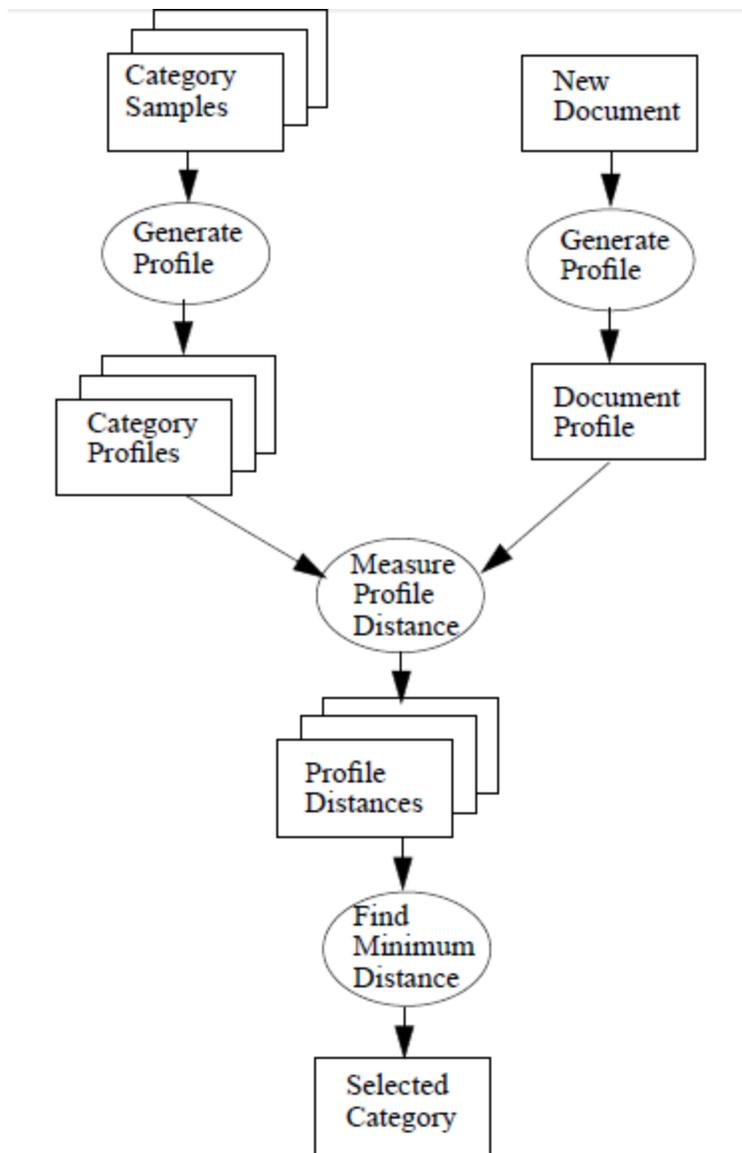 Category
Samples
New
Document
Generate
Profile
Generate
Profile
Category
Profiles
Document
Profile
Measure
Profile
Distance
Profile
Distances
Find
Minimum
Distance
Selected
Category